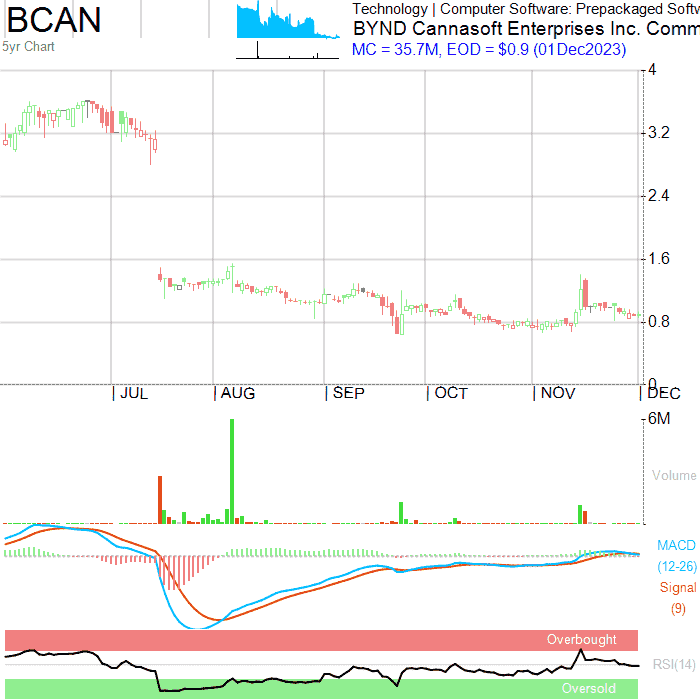 BCAN
5yr Chart
Technology | Computer Software: Prepackaged Softw
BYND Cannasoft Enterprises Inc. Comm
MC = 35.7M, EOD = $0.9 (01Dec2023)
4
3.2
2.4
1.6
0.8
0
JUL AUG SEP OCT NOV DEC
6M
Volume
MACD
(12-26)
Signal
(9)
Overbought
RSI(14)
Oversold